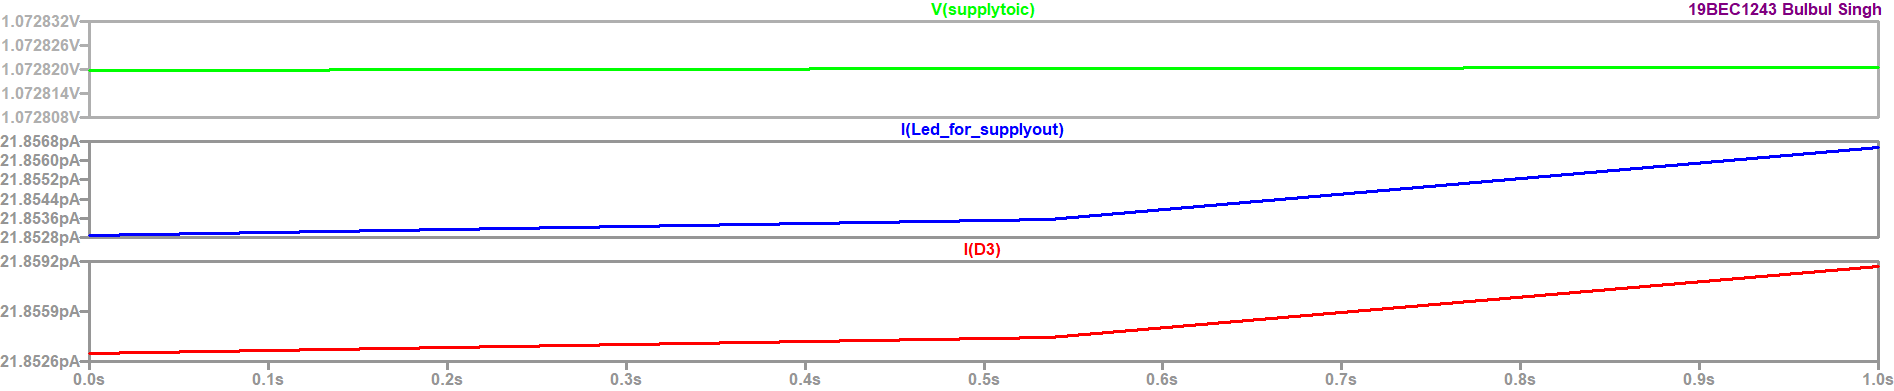 V(supplytoic)
19BEC1243 Bulbul Singh
1.072832V
1.072826V
1.072820V
1.072814V
1.072808V
I(Led_for_supplyout)
21.8568pA
21.8560pA
21.8552pA
21.8544pA
21.8536pA
21.8528pA
I(D3)
21.8592pA
21.8559pA
21.8526pA
0.0s 0.1s 0.2s 0.3s 0.4s 0.5s 0.6s 0.7s 0.8s 0.9s 1.0s